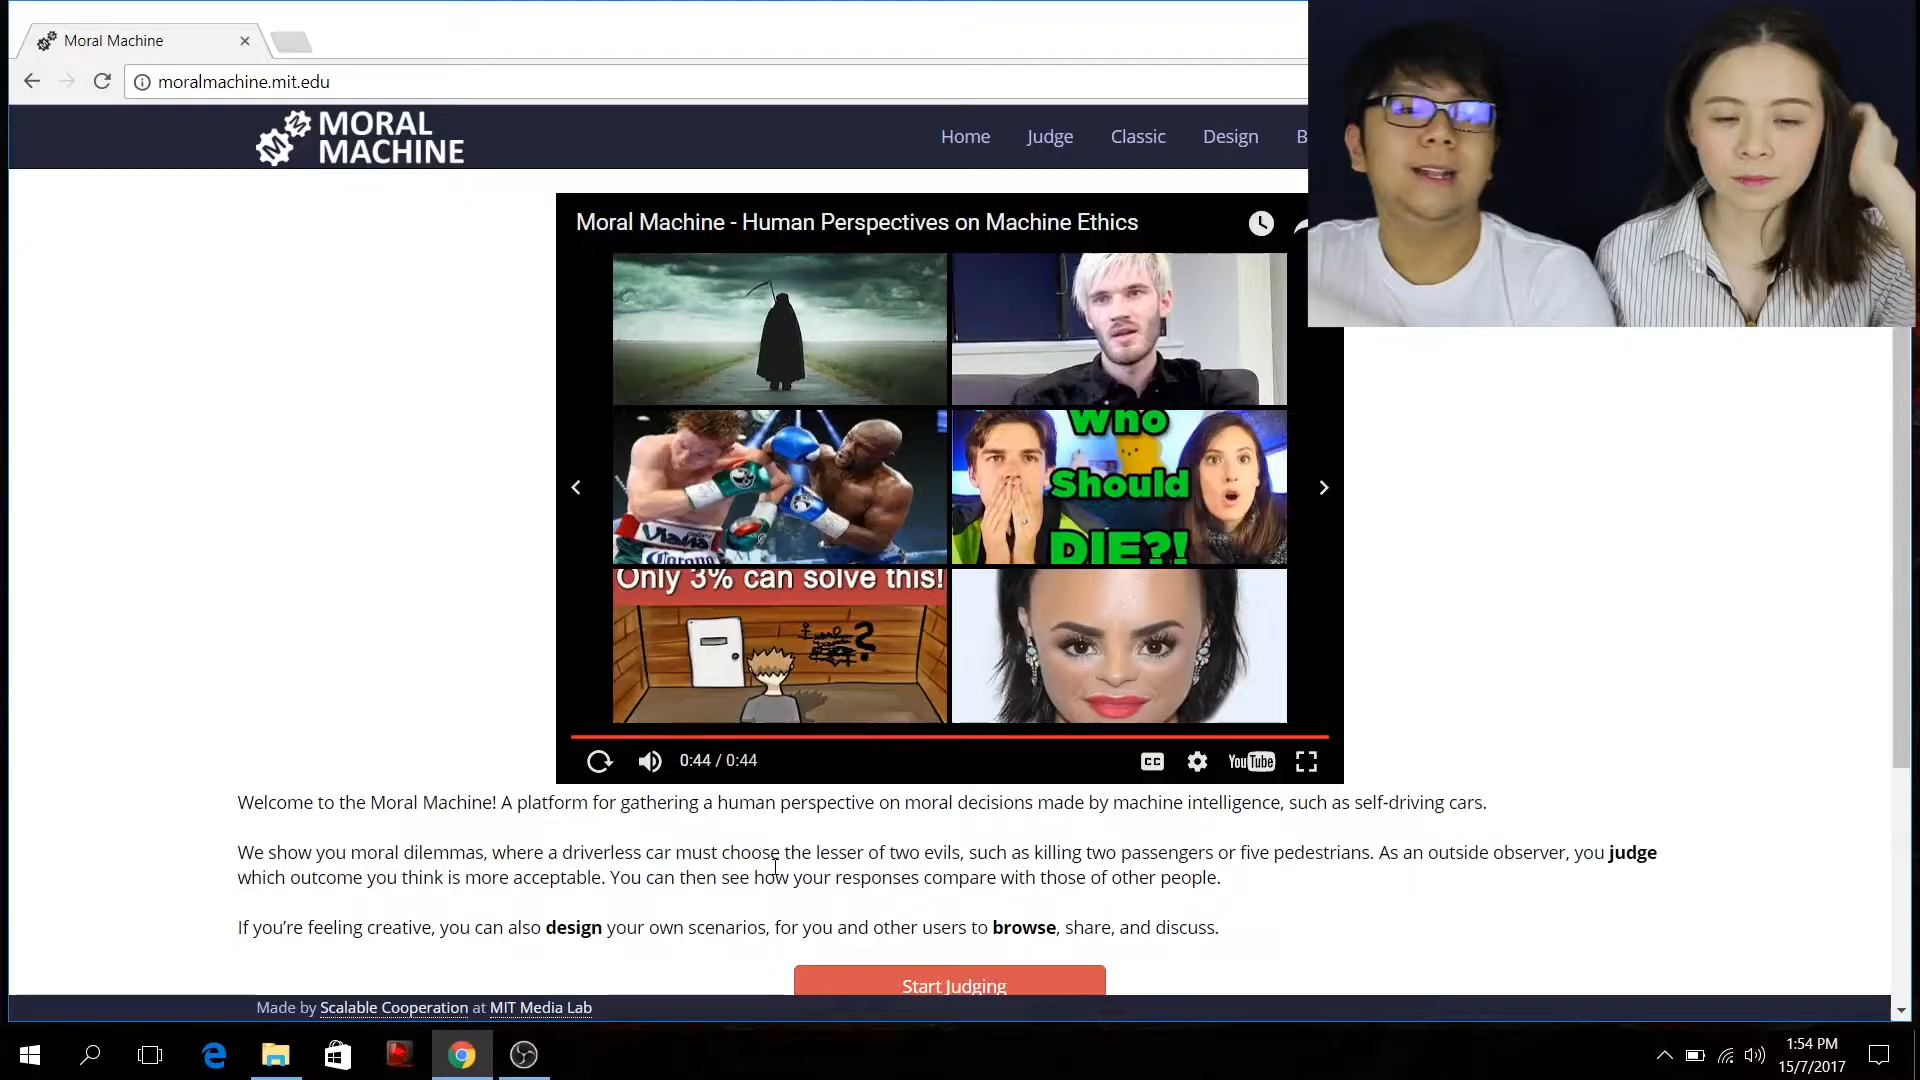 Moral Machine
moralmachine.mit.edu
MORAL
MACHINE
Home Judge Classic Design B
Moral Machine - Human Perspectives on Machine Ethics
Who
Should
DIE?!
Only 3% can solve this!
0:44 / 0:44
CC
YouTube
Welcome to the Moral Machine! A platform for gathering a human perspective on moral decisions made by machine intelligence, such as self-driving cars.
We show you moral dilemmas, where a driverless car must choose the lesser of two evils, such as killing two passengers or five pedestrians. As an outside observer, you judge
which outcome you think is more acceptable. You can then see how your responses compare with those of other people.
If you're feeling creative, you can also design your own scenarios, for you and other users to browse, share, and discuss.
Start Judging
Made by Scalable Cooperation at MIT Media Lab
1:54 PM
15/7/2017